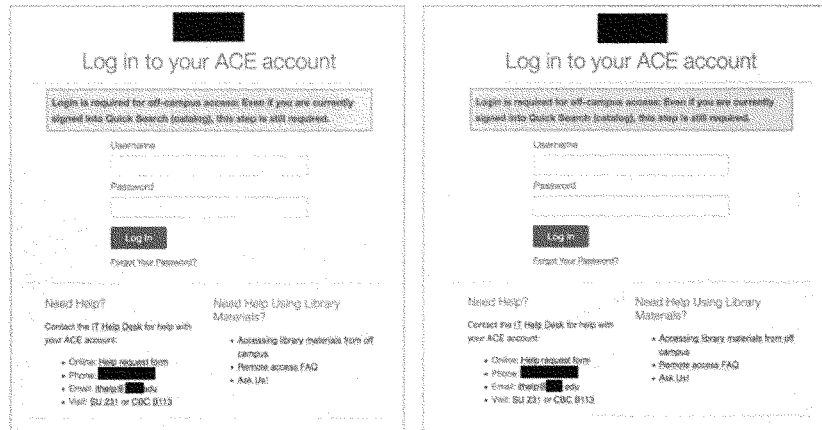 Log in to your ACE account
Login is required for off-campus access: Even if you are currently
signed into Quick Search (catalog), this step is still required.
Username
Password
Log In
Forgot Your Password?
Need Help?
Contact the IT Help Desk for help with
your ACE account:
• Online: Help request form
• Phone:
• Email: ithelp@ edu
• Visit: SU 231 or CBC B113
Need Help Using Library
Materials?
• Accessing library materials from off
campus
• Remote access FAQ
• Ask Us!
Log in to your ACE account
Login is required for off-campus access: Even if you are currently
signed into Quick Search (catalog), this step is still required.
Username
Password
Log In
Forgot Your Password?
Need Help?
Contact the IT Help Desk for help with
your ACE account:
• Online: Help request form
• Phone:
• Email: ithelp@ edu
• Visit: SU 231 or CBC B113
Need Help Using Library
Materials?
• Accessing library materials from off
campus
• Remote access FAQ
• Ask Us!